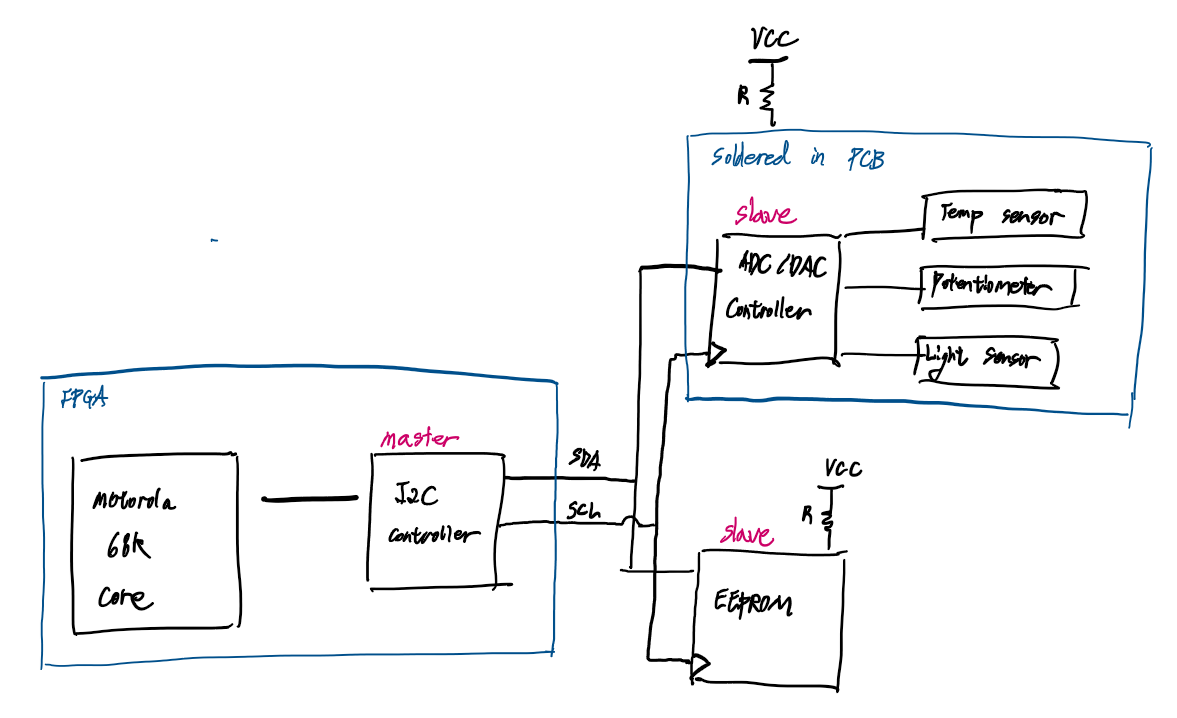 VCC
R
Soldered in PCB
slave
Temp sensor
ADC/DAC
Controller
Potentiometer
Light sensor
FPGA
master
Motorola
68k
Core
I2C
Controller
SDA
SCL
VCC
R
slave
EEPROM